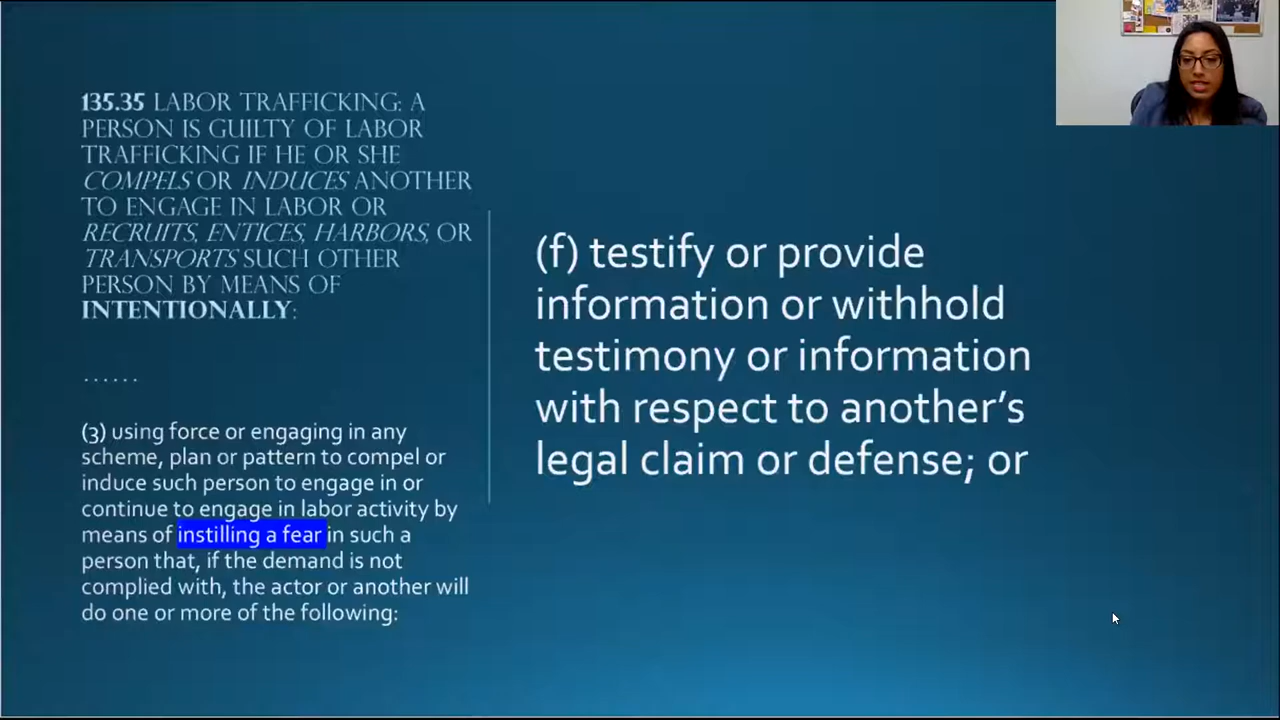 135.35 LABOR TRAFFICKING: A
PERSON IS GUILTY OF LABOR
TRAFFICKING IF HE OR SHE
COMPELS OR INDUCES ANOTHER
TO ENGAGE IN LABOR OR
RECRUITS, ENTICES, HARBORS, OR
TRANSPORTS SUCH OTHER
PERSON BY MEANS OF
INTENTIONALLY:
......
(3) using force or engaging in any
scheme, plan or pattern to compel or
induce such person to engage in or
continue to engage in labor activity by
means of instilling a fear in such a
person that, if the demand is not
complied with, the actor or another will
do one or more of the following:
(f) testify or provide
information or withhold
testimony or information
with respect to another’s
legal claim or defense; or